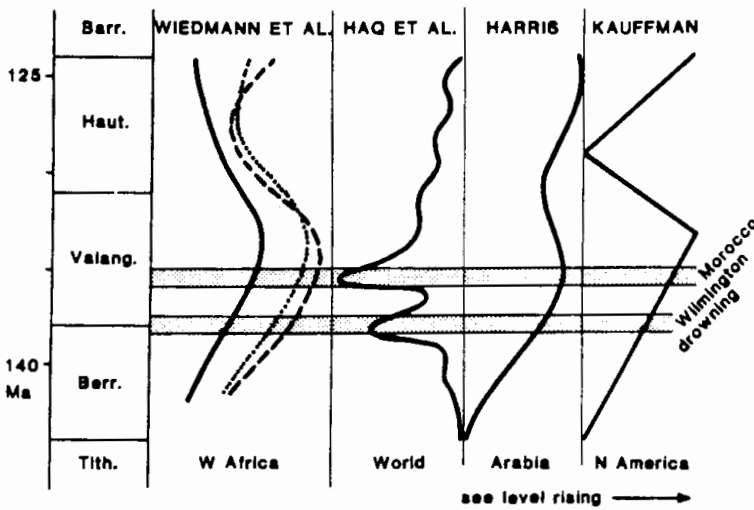 Barr. WIEDMANN ET AL. HAQ ET AL. HARRIS KAUFFMAN
125
Haut.
Valang.
Morocco
Wilmington
drowning
140
Ma
Berr.
Tith. W Africa World Arabia N America
see level rising